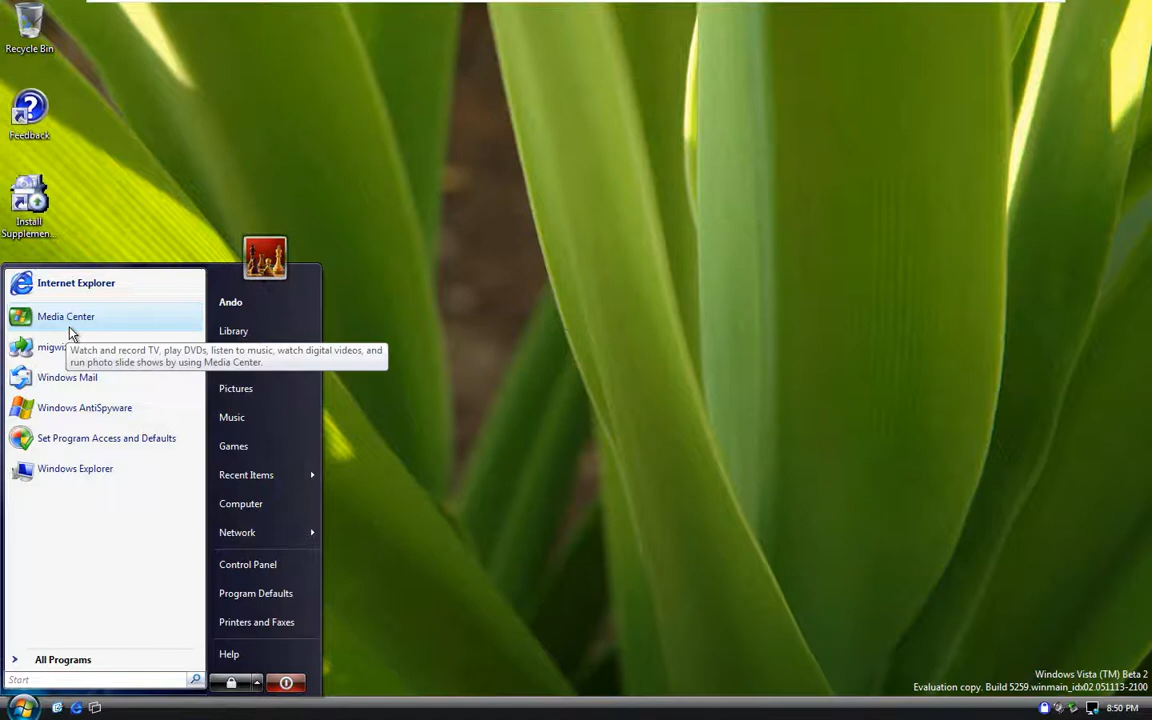 Recycle Bin
Feedback
Install
Supplemen...
Internet Explorer
Media Center
migwiz
Watch and record TV, play DVDs, listen to music, watch digital videos, and
run photo slide shows by using Media Center.
Windows Mail
Windows AntiSpyware
Set Program Access and Defaults
Windows Explorer
All Programs
Start
Ando
Library
Pictures
Music
Games
Recent Items
Computer
Network
Control Panel
Program Defaults
Printers and Faxes
Help
Windows Vista (TM) Beta 2
Evaluation copy. Build 5259.winmain_idx02.051113-2100
8:50 PM